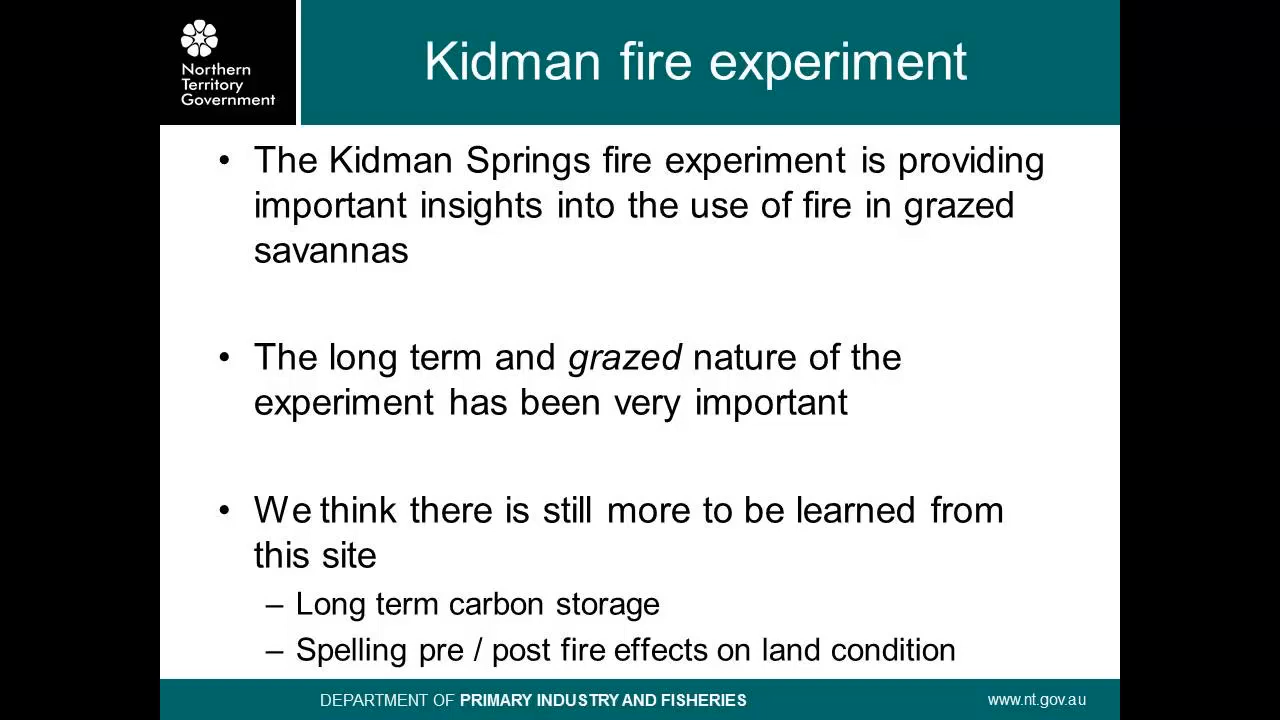 Northern
Territory
Government
Kidman fire experiment
• The Kidman Springs fire experiment is providing
important insights into the use of fire in grazed
savannas
• The long term and grazed nature of the
experiment has been very important
• We think there is still more to be learned from
this site
– Long term carbon storage
– Spelling pre / post fire effects on land condition
DEPARTMENT OF PRIMARY INDUSTRY AND FISHERIES
www.nt.gov.au